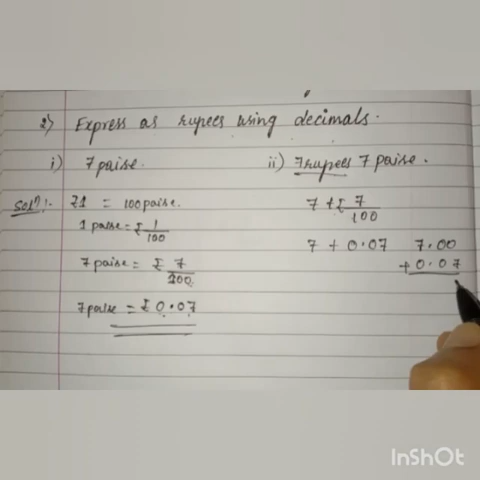 2) Express as rupees using decimals.
i) 7 paise.
ii) 7 rupees 7 paise.
Solⁿ:- ₹1 = 100 paise.
1 paise = ₹ 1/100
7 paise = ₹ 7/100
7 paise = ₹ 0.07
7 + ₹ 7/100
7 + 0.07
7.00
+ 0.07
InShOt